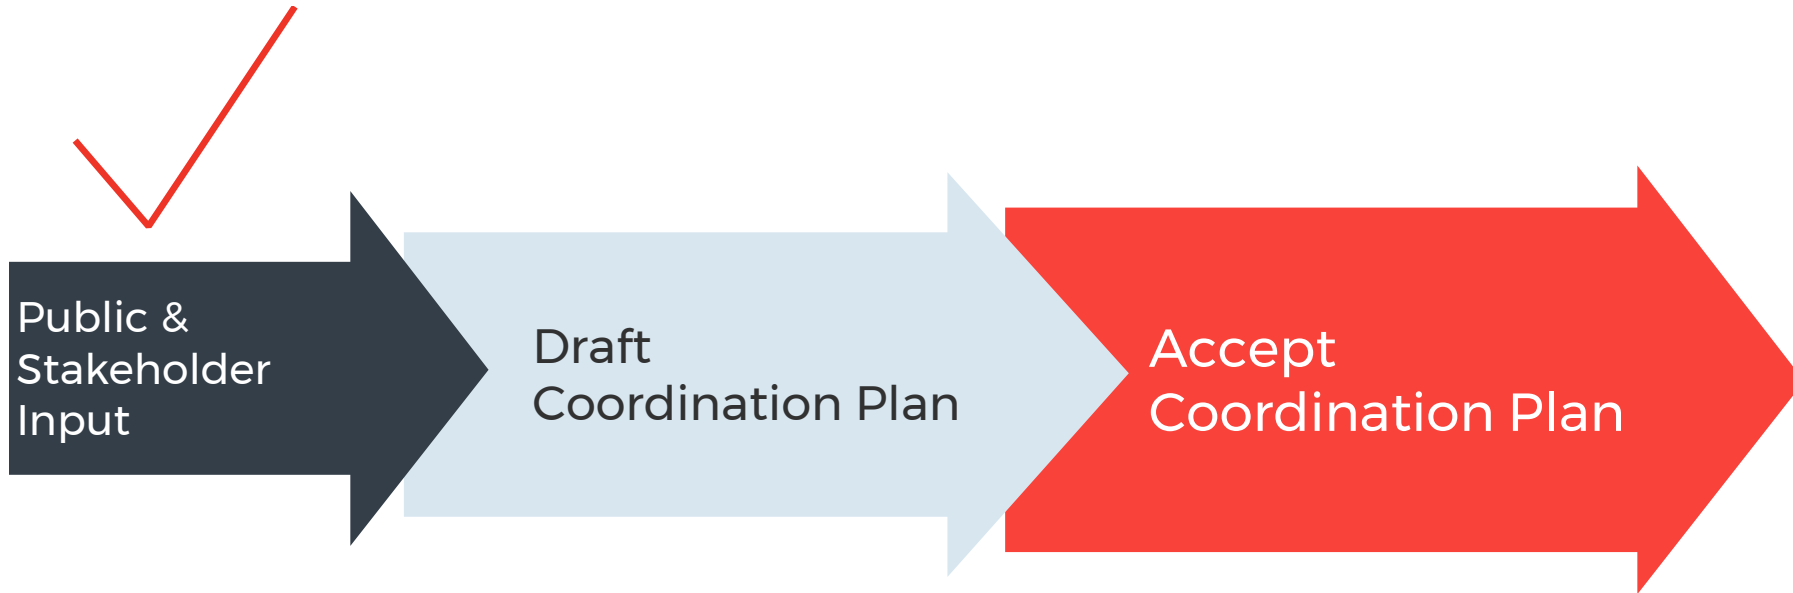 Public &
Stakeholder
Input
Draft
Coordination Plan
Accept
Coordination Plan